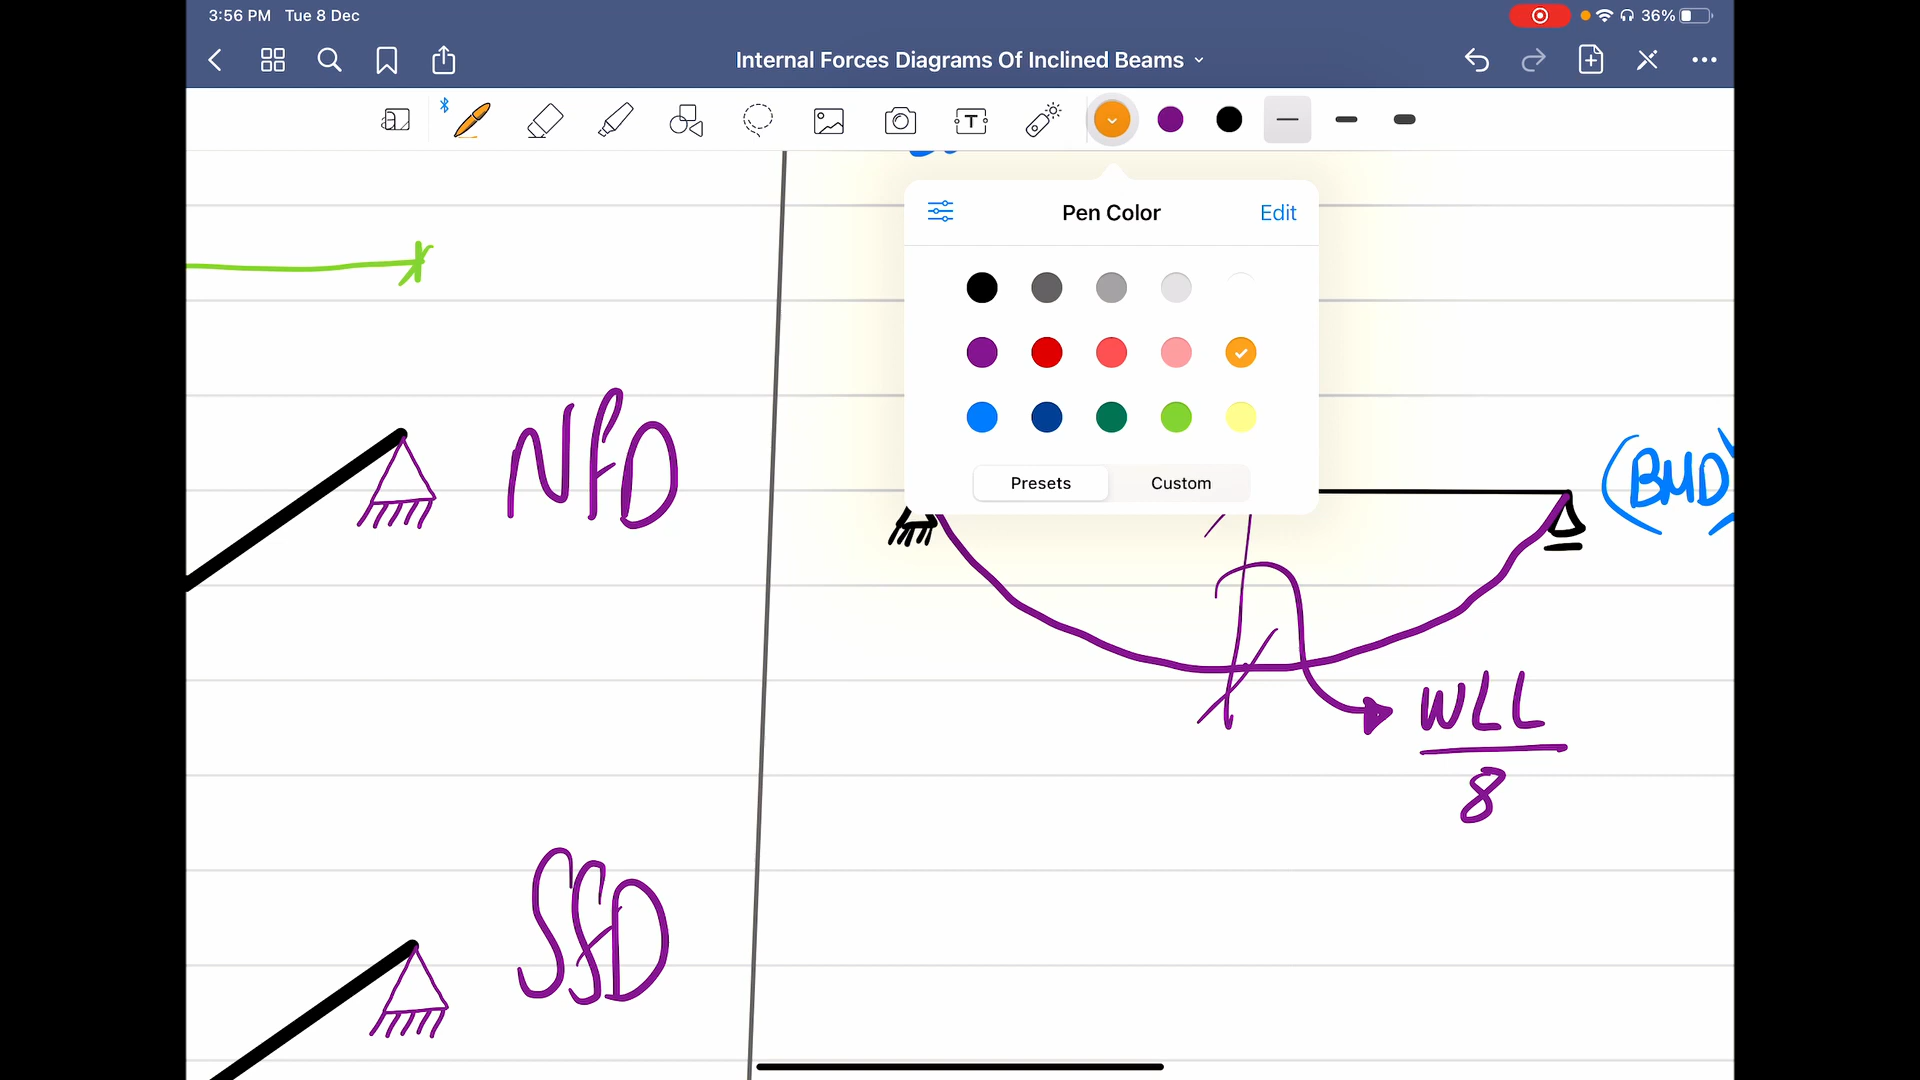 3:56 PM Tue 8 Dec
36%
Internal Forces Diagrams Of Inclined Beams
T
Pen Color
Edit
Presets
Custom
NFD
(BMD)
WLL
8
SFD